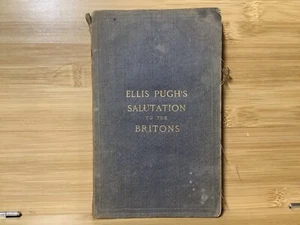 ELLIS PUGH'S
SALUTATION
TO THE
BRITONS